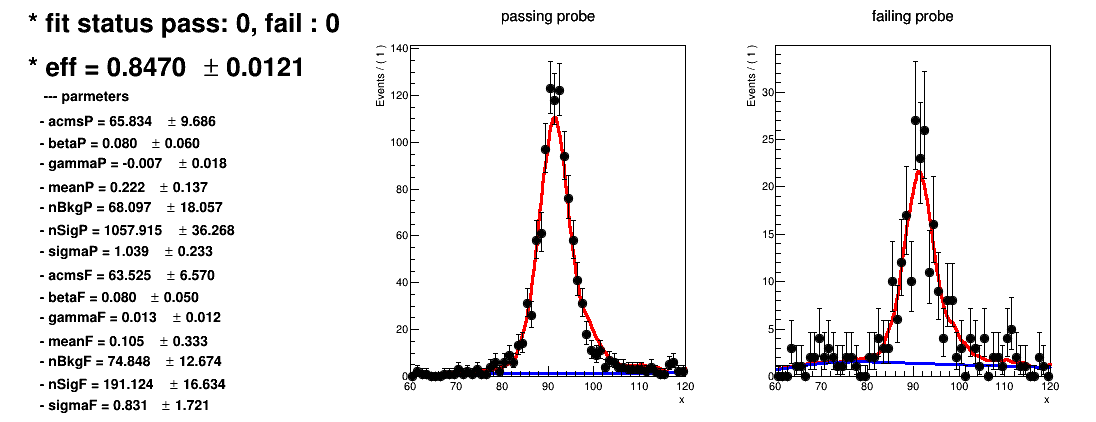 * fit status pass: 0, fail : 0
* eff = 0.8470 ± 0.0121
--- parmeters
- acmsP = 65.834 ± 9.686
- betaP = 0.080 ± 0.060
- gammaP = -0.007 ± 0.018
- meanP = 0.222 ± 0.137
- nBkgP = 68.097 ± 18.057
- nSigP = 1057.915 ± 36.268
- sigmaP = 1.039 ± 0.233
- acmsF = 63.525 ± 6.570
- betaF = 0.080 ± 0.050
- gammaF = 0.013 ± 0.012
- meanF = 0.105 ± 0.333
- nBkgF = 74.848 ± 12.674
- nSigF = 191.124 ± 16.634
- sigmaF = 0.831 ± 1.721
passing probe
Events / ( 1 )
140
120
100
80
60
40
20
0
60 70 80 90 100 110 120
x
failing probe
Events / ( 1 )
30
25
20
15
10
5
0
60 70 80 90 100 110 120
x